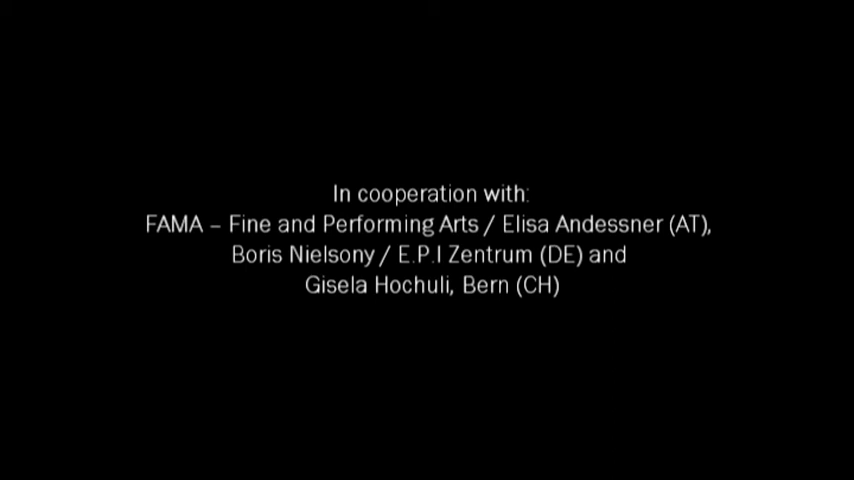 In cooperation with:
FAMA – Fine and Performing Arts / Elisa Andessner (AT),
Boris Nielsony / E.P.I Zentrum (DE) and
Gisela Hochuli, Bern (CH)